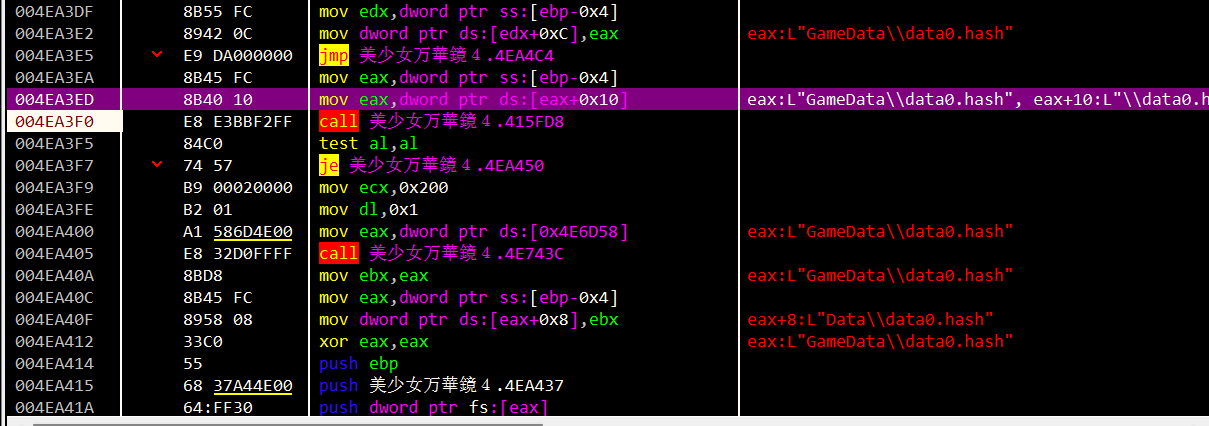 004EA3DF 8B55 FC mov edx,dword ptr ss:[ebp-0x4]
004EA3E2 8942 0C mov dword ptr ds:[edx+0xC],eax eax:L"GameData\\data0.hash"
004EA3E5 E9 DA000000 jmp 美少女万華鏡４.4EA4C4
004EA3EA 8B45 FC mov eax,dword ptr ss:[ebp-0x4]
004EA3ED 8B40 10 mov eax,dword ptr ds:[eax+0x10] eax:L"GameData\\data0.hash", eax+10:L"\\data0.h
004EA3F0 E8 E3BBF2FF call 美少女万華鏡４.415FD8
004EA3F5 84C0 test al,al
004EA3F7 74 57 je 美少女万華鏡４.4EA450
004EA3F9 B9 00020000 mov ecx,0x200
004EA3FE B2 01 mov dl,0x1
004EA400 A1 586D4E00 mov eax,dword ptr ds:[0x4E6D58] eax:L"GameData\\data0.hash"
004EA405 E8 32D0FFFF call 美少女万華鏡４.4E743C
004EA40A 8BD8 mov ebx,eax eax:L"GameData\\data0.hash"
004EA40C 8B45 FC mov eax,dword ptr ss:[ebp-0x4]
004EA40F 8958 08 mov dword ptr ds:[eax+0x8],ebx eax+8:L"Data\\data0.hash"
004EA412 33C0 xor eax,eax eax:L"GameData\\data0.hash"
004EA414 55 push ebp
004EA415 68 37A44E00 push 美少女万華鏡４.4EA437
004EA41A 64:FF30 push dword ptr fs:[eax]